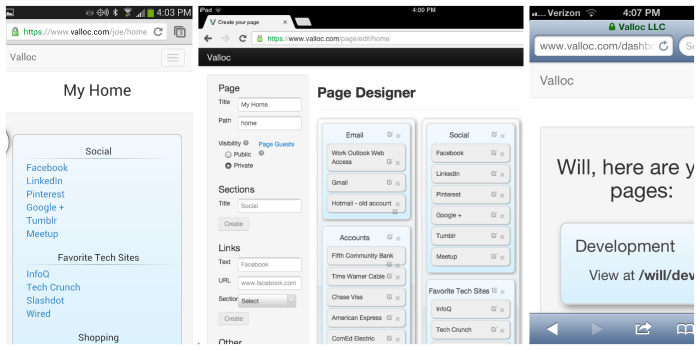 4:03 PM
https://www.valloc.com/joe/home
Valloc
My Home
Social
Facebook
LinkedIn
Pinterest
Google +
Tumblr
Meetup
Favorite Tech Sites
InfoQ
Tech Crunch
Slashdot
Wired
Shopping
iPad
4:00 PM
Create your page
https://www.valloc.com/page/edit/home
Valloc
Page
Title My Home
Path home
Visibility Page Guests
Public
Private
Sections
Title Social
Create
Links
Text Facebook
URL www.facebook.com
Section Select
Create
Other
Page Designer
Email
Work Outlook Web
Access
Gmail
Hotmail - old account
Accounts
Fifth Community Bank
Time Warner Cable
Chase Visa
American Express
ComEd Electric
Social
Facebook
LinkedIn
Pinterest
Google +
Tumblr
Meetup
Favorite Tech Sites
InfoQ
Tech Crunch
Verizon 4:07 PM
Valloc LLC
www.valloc.com/dashbo
Valloc
Will, here are y
pages:
Development
View at /will/dev